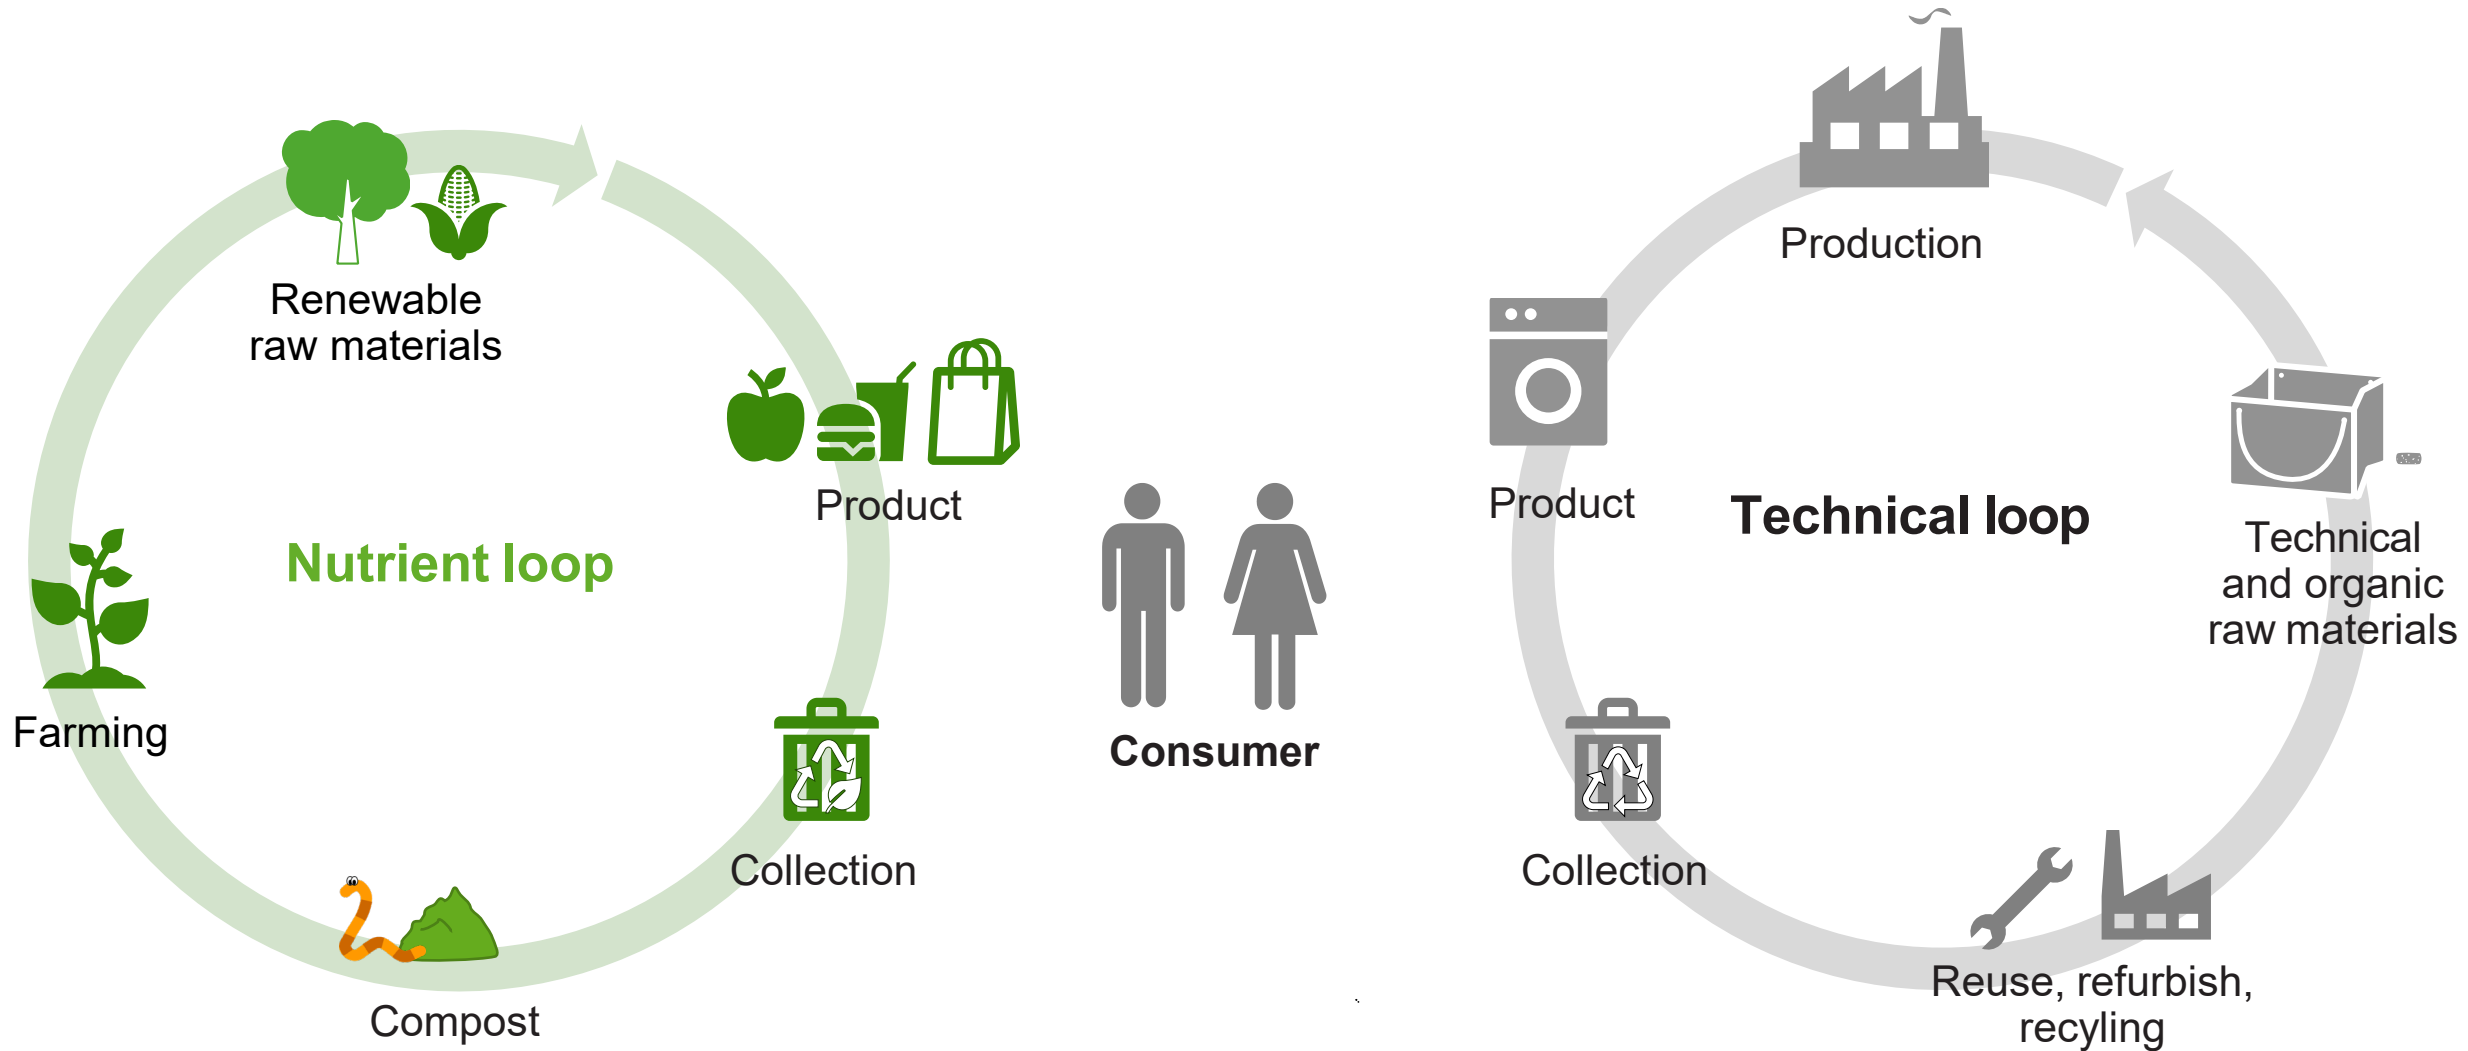 Renewable
raw materials
Product
Nutrient loop
Farming
Collection
Compost
Consumer
Production
Product
Technical loop
Technical
and organic
raw materials
Collection
Reuse, refurbish,
recyling